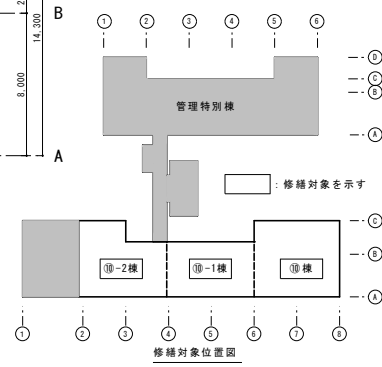 2
B
14,300
8,000
A
① ② ③ ④ ⑤ ⑥
D
C
B
A
管理特別棟
: 修繕対象を示す
⑩-2棟
⑩-1棟
⑩棟
C
B
A
① ② ③ ④ ⑤ ⑥ ⑦ ⑧
修繕対象位置図